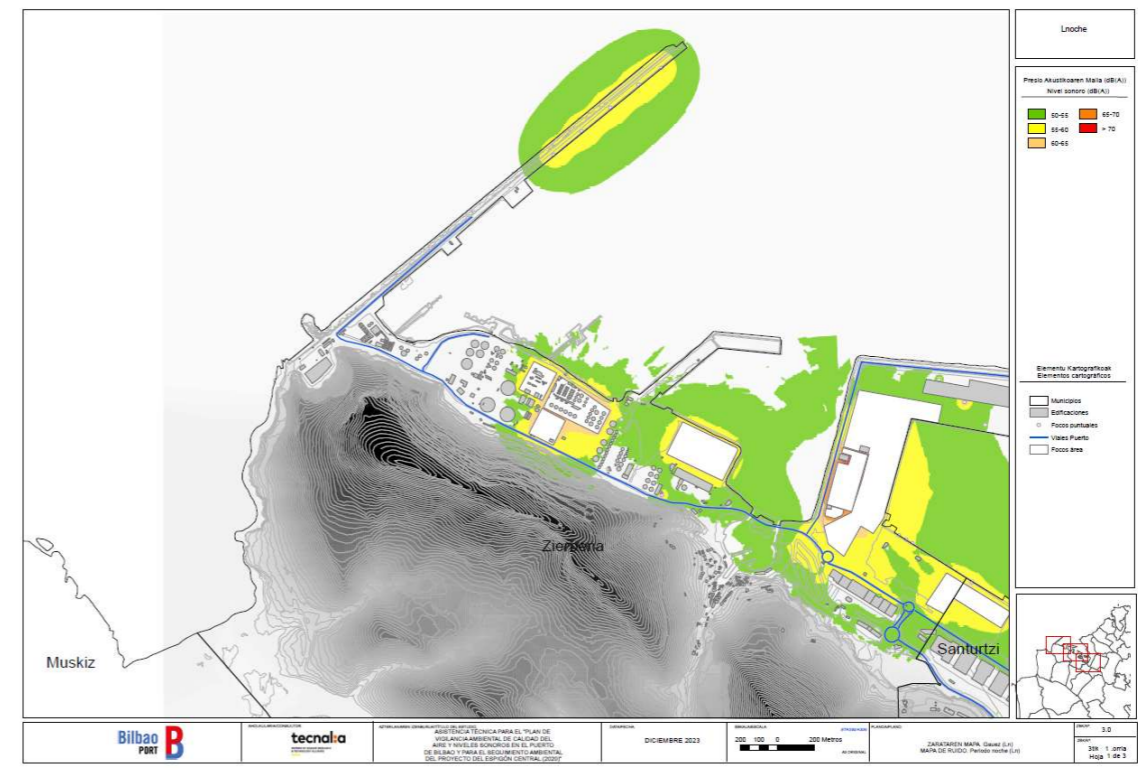 Lnoche
Presio Akustikoaren Maila (dB(A))
Nivel sonoro (dB(A))
50-55
65-70
55-60
> 70
60-65
Elementu Kartografikoak
Elementos cartográficos
Municipios
Edificaciones
Focos puntuales
Viales Puerto
Focos área
Zierbena
Muskiz
Santurtzi
Bilbao
PORT
B
tecnalia
ASISTENCIA TÉCNICA PARA EL "PLAN DE
VIGILANCIA AMBIENTAL DE CALIDAD DEL
AIRE Y NIVELES SONOROS EN EL PUERTO
DE BILBAO Y PARA EL SEGUIMIENTO AMBIENTAL
DEL PROYECTO DEL ESPIGÓN CENTRAL (2020)"
DICIEMBRE 2023
200 100 0 200 Metros
ZARATAREN MAPA. Gauez (Ln)
MAPA DE RUIDO. Periodo noche (Ln)
3.0
3tik 1 .orria
Hoja 1 de 3